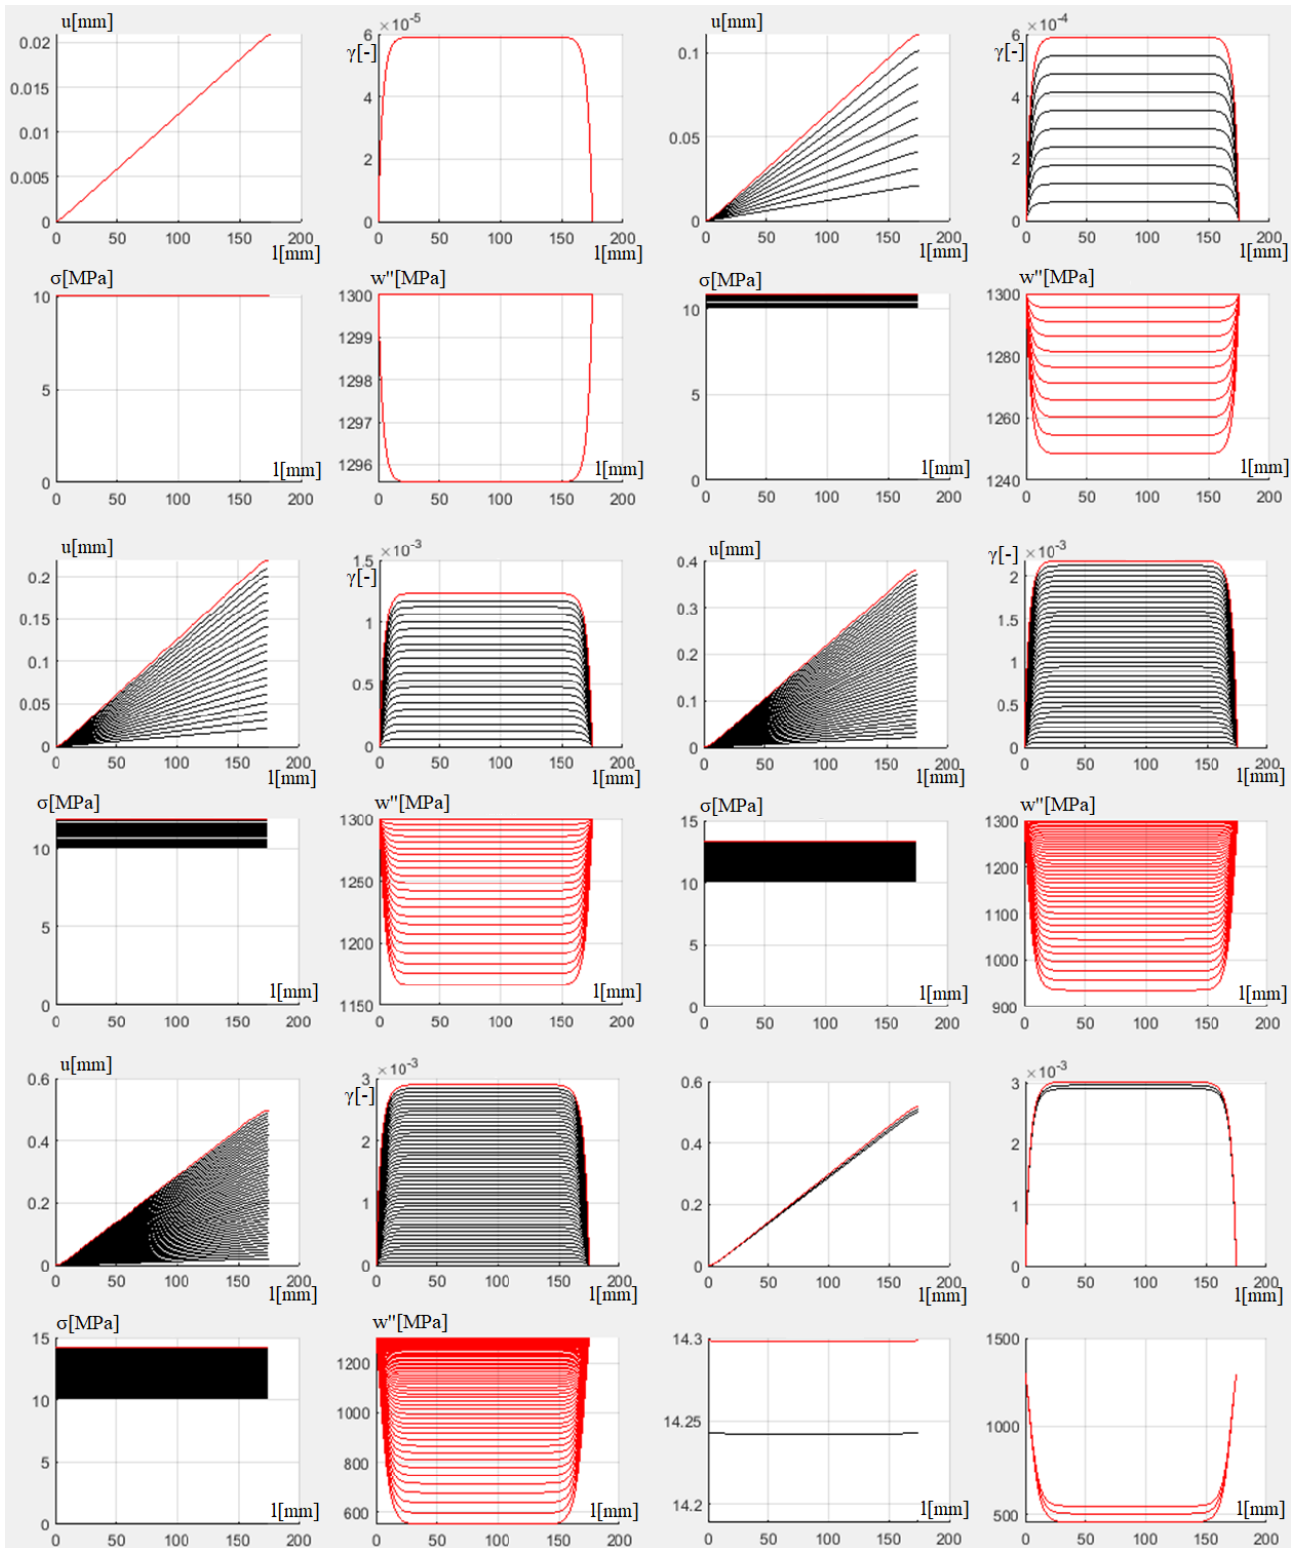 u[mm]
0.02
0.015
0.01
0.005
0
0 50 100 150 200
l[mm]
×10-5
γ[-]
6
4
2
0
0 50 100 150 200
l[mm]
u[mm]
0.1
0.05
0
0 50 100 150 200
l[mm]
×10-4
γ[-]
6
4
2
0
0 50 100 150 200
l[mm]
σ[MPa]
10
5
0
l[mm]
0 50 100 150 200
w''[MPa]
1300
1299
1298
1297
1296
l[mm]
0 50 100 150 200
σ[MPa]
10
5
0
l[mm]
0 50 100 150 200
w''[MPa]
1300
1280
1260
1240
l[mm]
0 50 100 150 200
u[mm]
0.2
0.15
0.1
0.05
0
0 50 100 150 200
l[mm]
×10-3
1.5
γ[-]
1
0.5
0
0 50 100 150 200
l[mm]
u[mm]
0.4
0.3
0.2
0.1
0
0 50 100 150 200
l[mm]
γ[-]
×10-3
2
1.5
1
0.5
0
0 50 100 150 200
l[mm]
σ[MPa]
10
5
0
l[mm]
0 50 100 150 200
w''[MPa]
1300
1250
1200
1150
l[mm]
0 50 100 150 200
σ[MPa]
15
10
5
0
l[mm]
0 50 100 150 200
w''[MPa]
1300
1200
1100
1000
900
l[mm]
0 50 100 150 200
u[mm]
0.6
0.4
0.2
0
0 50 100 150 200
l[mm]
×10-3
3
γ[-]
2
1
0
0 50 100 150 200
l[mm]
0.6
0.4
0.2
0
0 50 100 150 200
l[mm]
×10-3
3
2
1
0
0 50 100 150 200
l[mm]
σ[MPa]
15
10
5
0
l[mm]
0 50 100 150 200
w''[MPa]
1200
1000
800
600
l[mm]
0 50 100 150 200
14.3
14.25
14.2
l[mm]
0 50 100 150 200
1500
1000
500
l[mm]
0 50 100 150 200